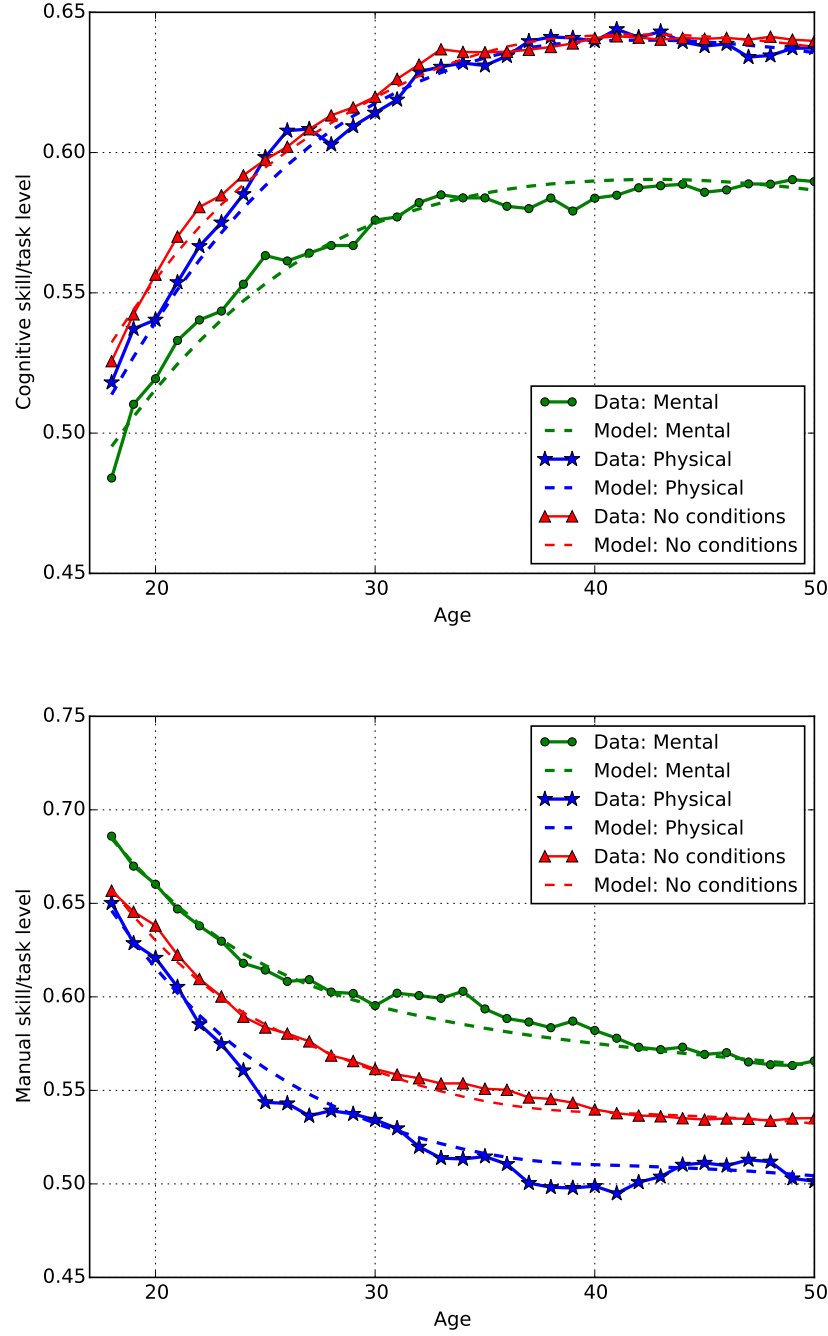 Cognitive skill/task level
0.65
0.60
0.55
0.50
0.45
Data: Mental
Model: Mental
Data: Physical
Model: Physical
Data: No conditions
Model: No conditions
20 30 40 50
Age
Manual skill/task level
0.75
0.70
0.65
0.60
0.55
0.50
0.45
Data: Mental
Model: Mental
Data: Physical
Model: Physical
Data: No conditions
Model: No conditions
20 30 40 50
Age